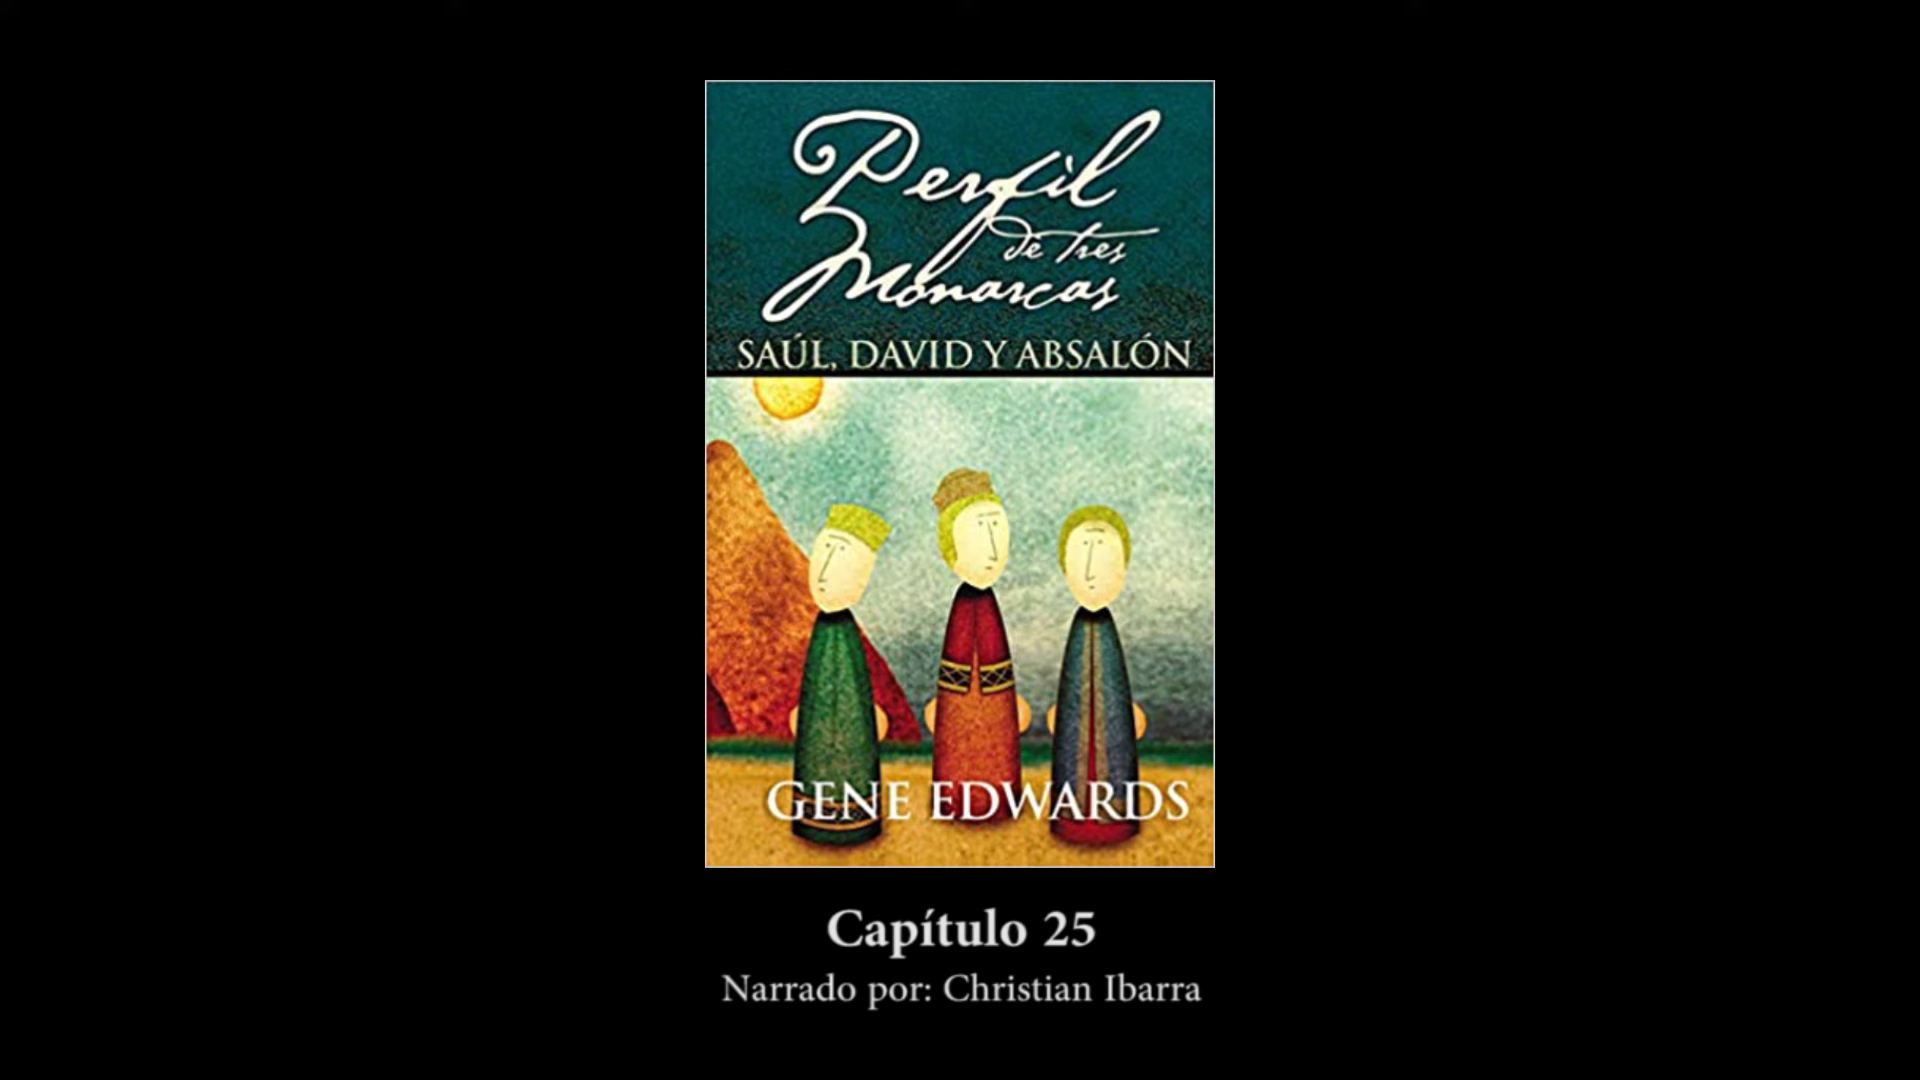 Perfil
de tres
Monarcas
SAÚL, DAVID Y ABSALÓN
GENE EDWARDS
Capítulo 25
Narrado por: Christian Ibarra